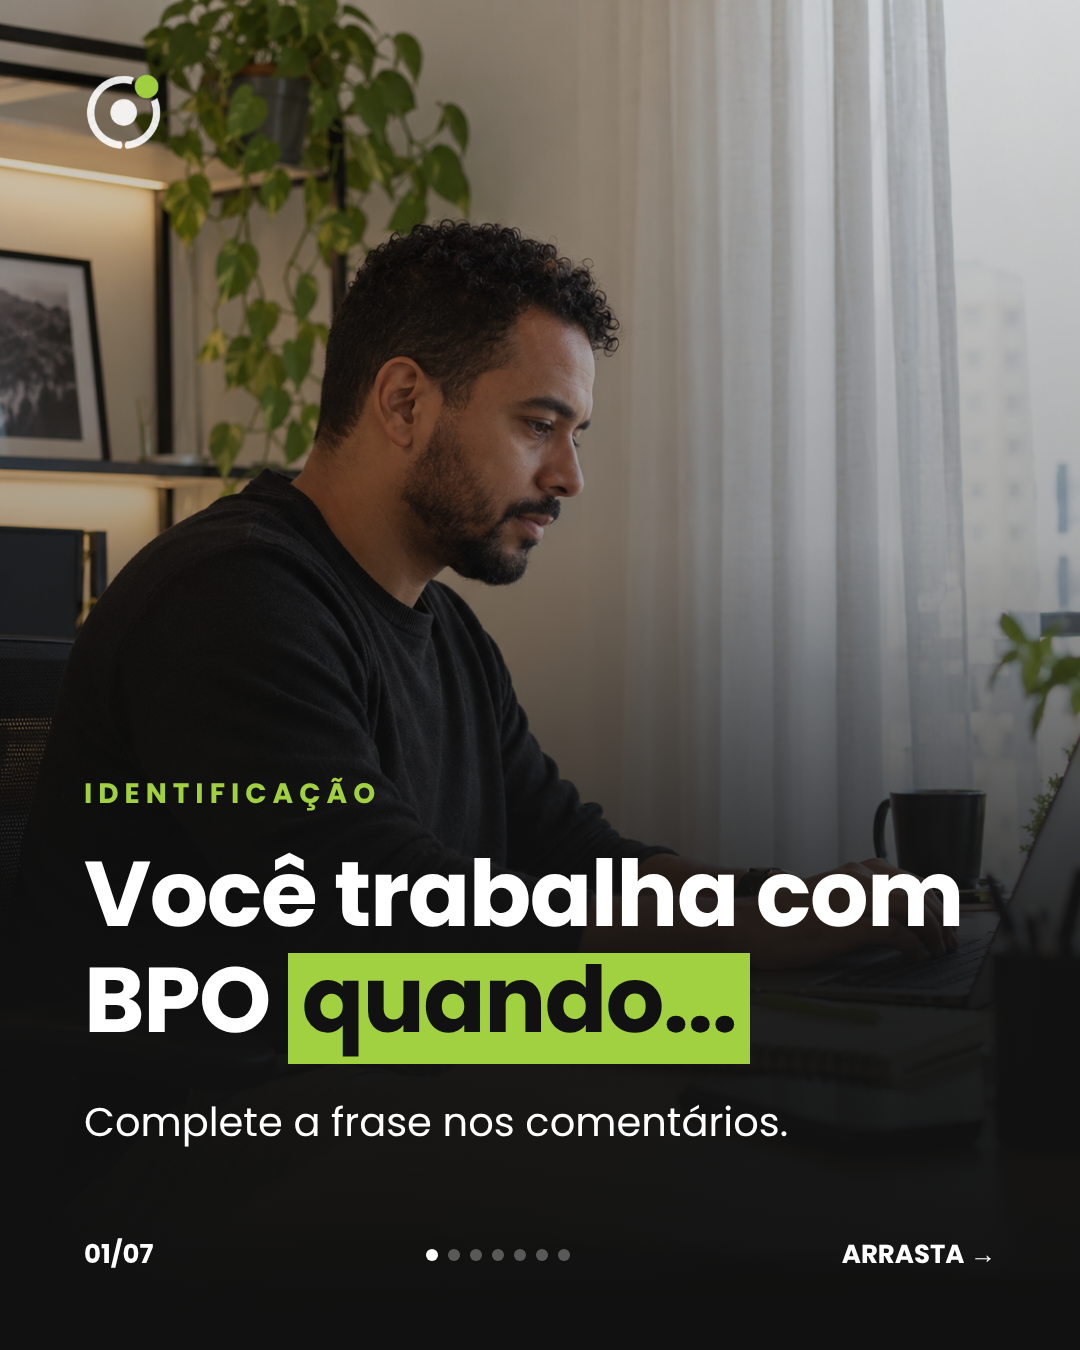 IDENTIFICAÇÃO
Você trabalha com
BPO quando...
Complete a frase nos comentários.
01/07
ARRASTA →